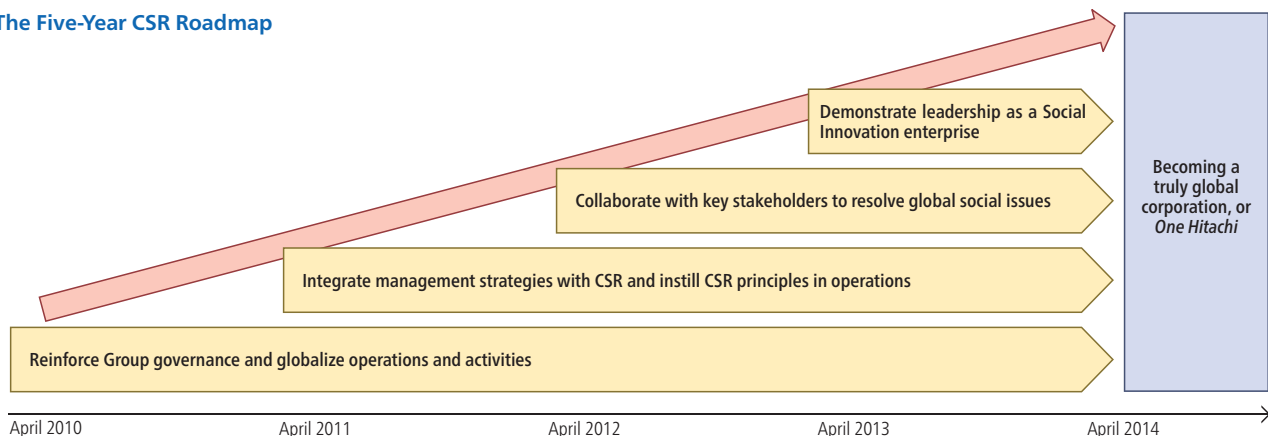 The Five-Year CSR Roadmap
Demonstrate leadership as a Social
Innovation enterprise
Collaborate with key stakeholders to resolve global social issues
Integrate management strategies with CSR and instill CSR principles in operations
Reinforce Group governance and globalize operations and activities
Becoming a
truly global
corporation, or
One Hitachi
April 2010
April 2011
April 2012
April 2013
April 2014